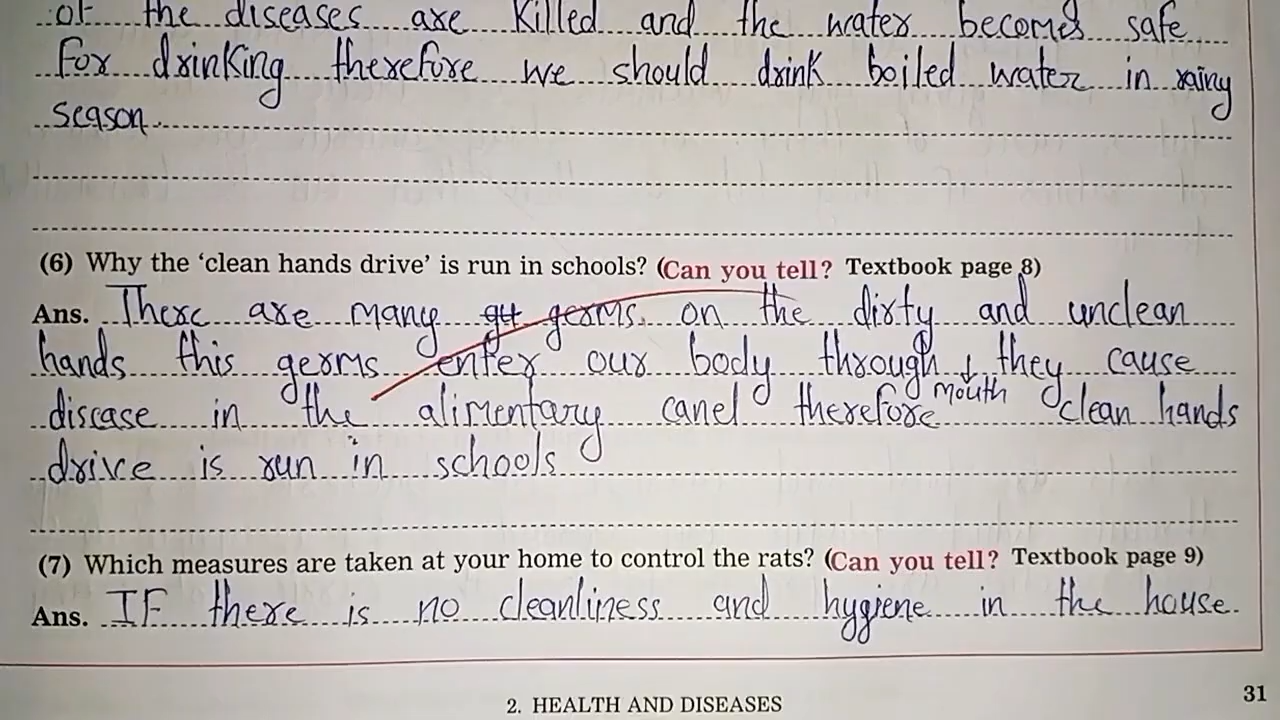 of the diseases are killed and the water becomes safe
For drinking therefore we should drink boiled water in rainy
season.
(6) Why the ‘clean hands drive’ is run in schools? (Can you tell? Textbook page 8)
Ans. There are many germs. on the dirty and unclean
hands this germs enter our body through ↓ they cause
mouth
disease in the alimentary canel therefore clean hands
drive is run in schools
(7) Which measures are taken at your home to control the rats? (Can you tell? Textbook page 9)
Ans. IF there is no cleanliness and hygiene in the house
2. HEALTH AND DISEASES
31